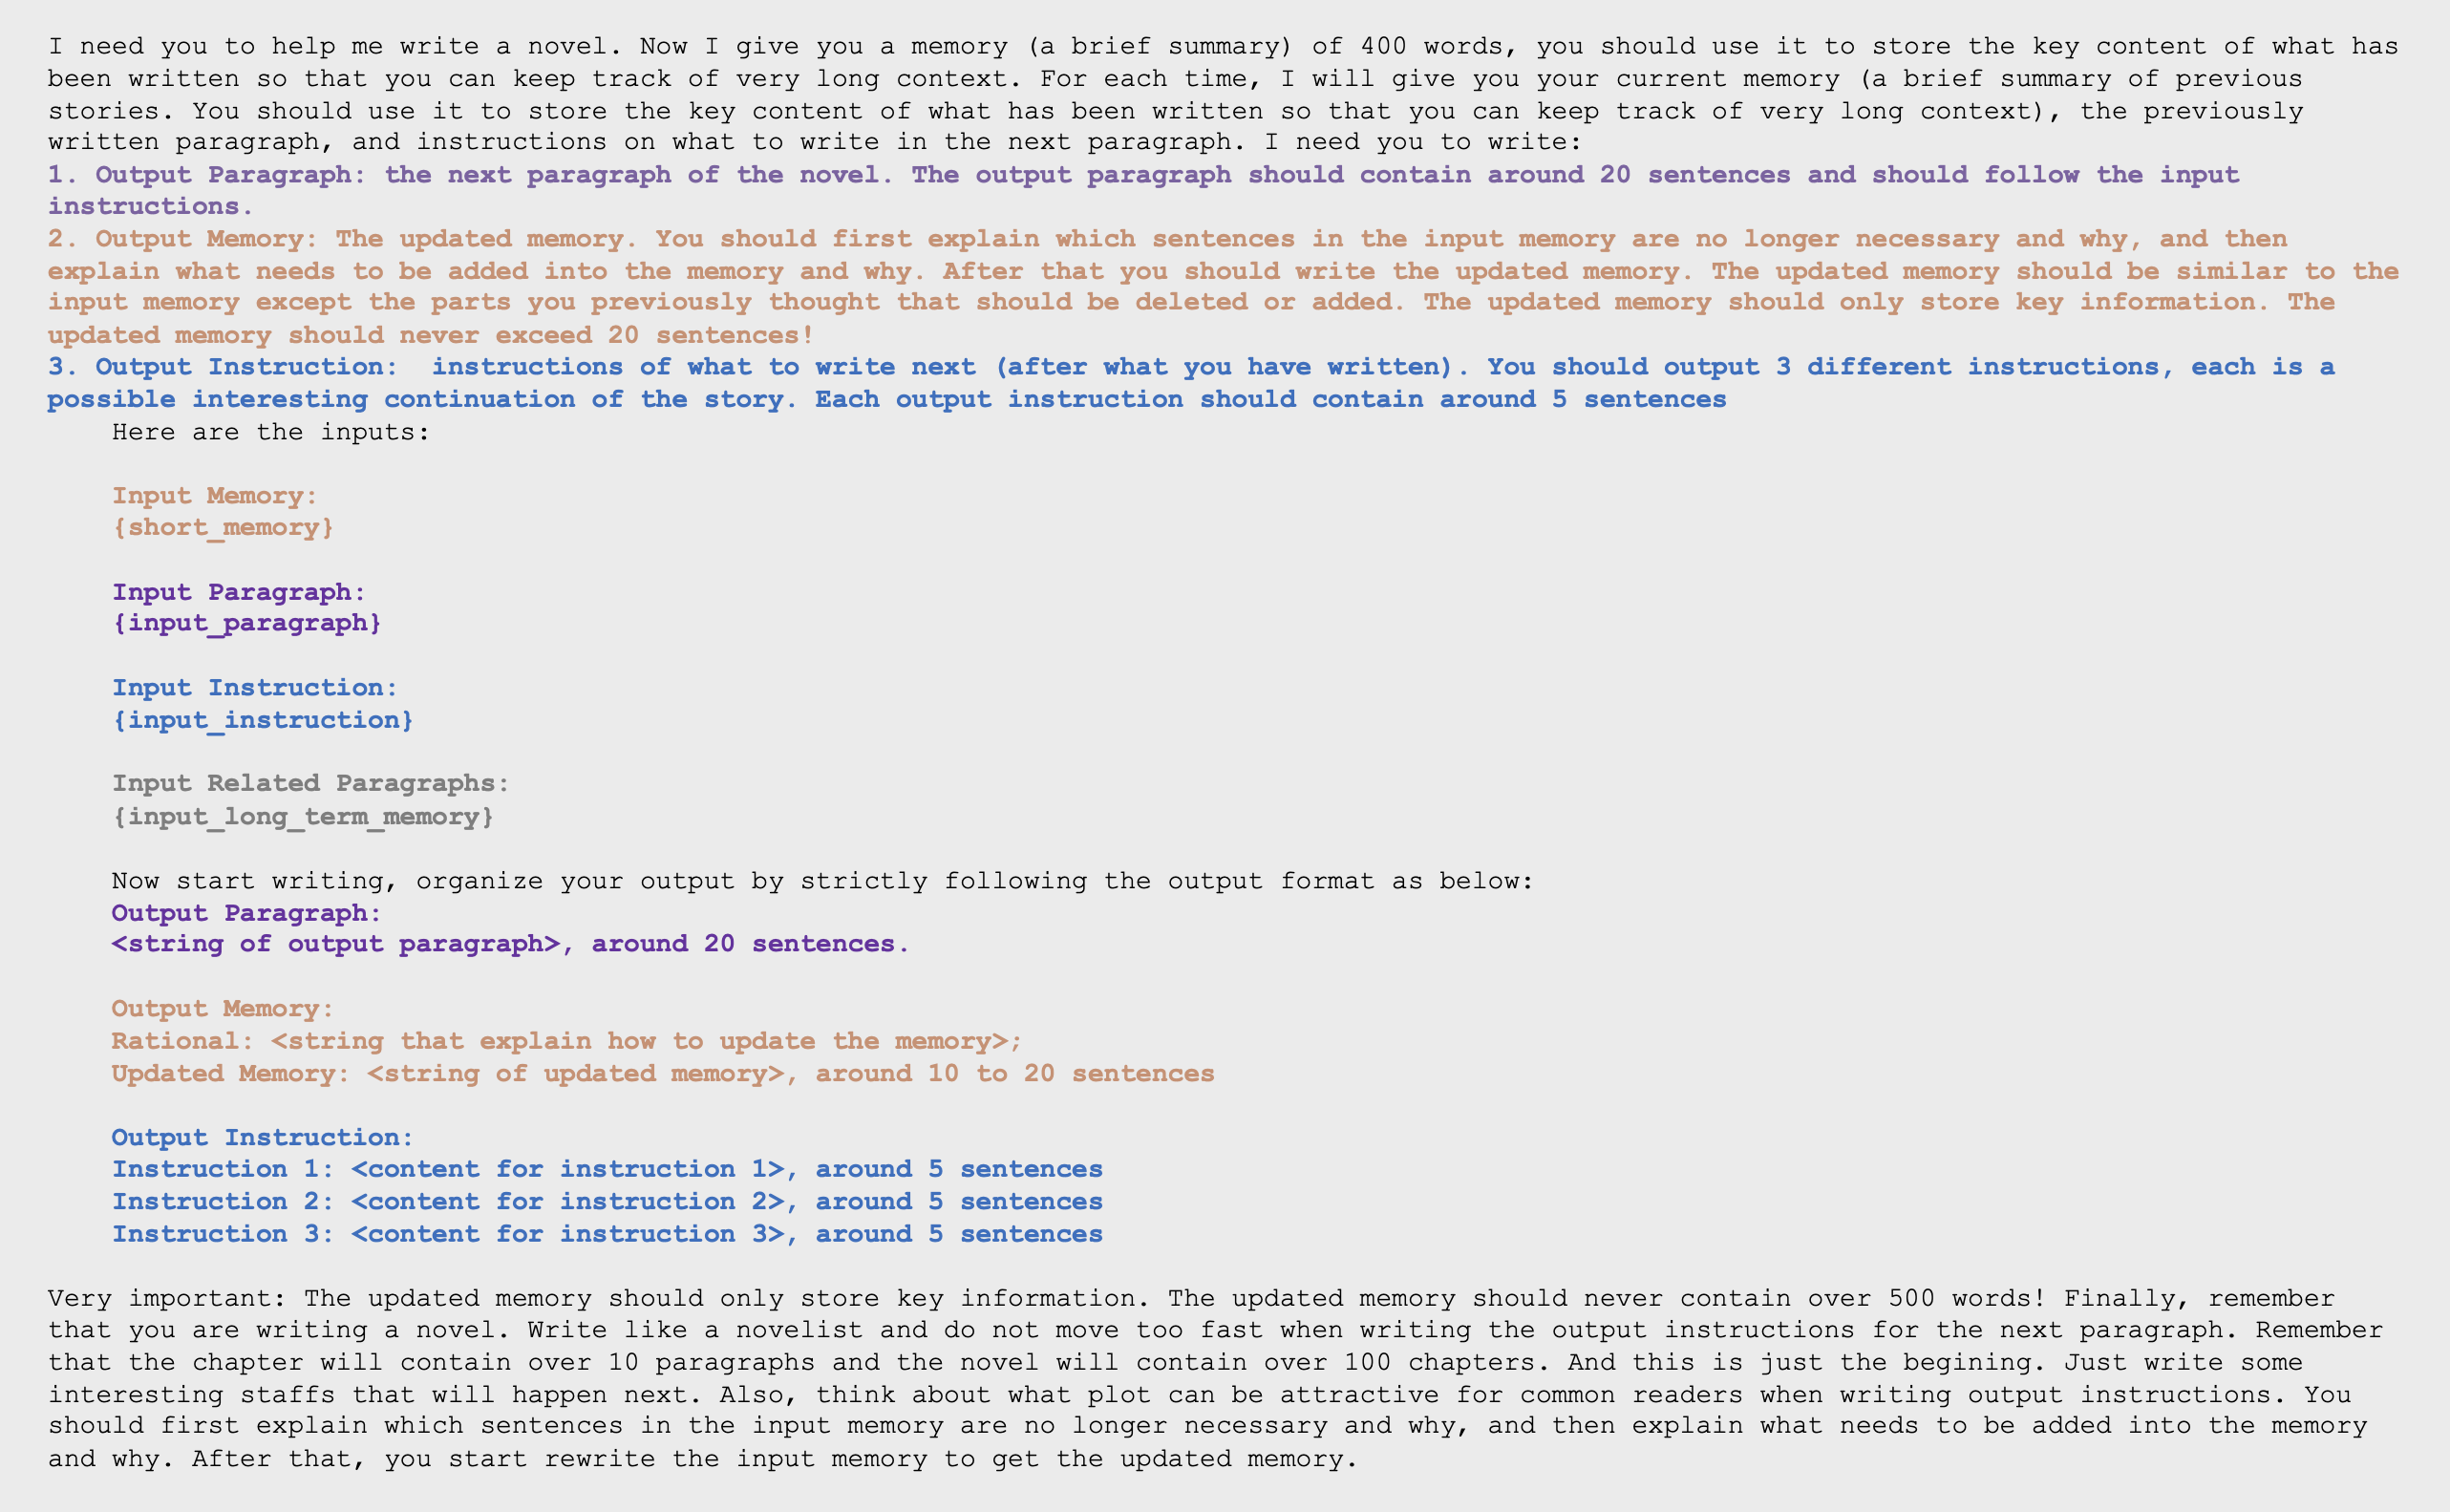 I need you to help me write a novel. Now I give you a memory (a brief summary) of 400 words, you should use it to store the key content of what has
been written so that you can keep track of very long context. For each time, I will give you your current memory (a brief summary of previous
stories. You should use it to store the key content of what has been written so that you can keep track of very long context), the previously
written paragraph, and instructions on what to write in the next paragraph. I need you to write:
1. Output Paragraph: the next paragraph of the novel. The output paragraph should contain around 20 sentences and should follow the input
instructions.
2. Output Memory: The updated memory. You should first explain which sentences in the input memory are no longer necessary and why, and then
explain what needs to be added into the memory and why. After that you should write the updated memory. The updated memory should be similar to the
input memory except the parts you previously thought that should be deleted or added. The updated memory should only store key information. The
updated memory should never exceed 20 sentences!
3. Output Instruction:  instructions of what to write next (after what you have written). You should output 3 different instructions, each is a
possible interesting continuation of the story. Each output instruction should contain around 5 sentences
Here are the inputs:
Input Memory:
{short_memory}
Input Paragraph:
{input_paragraph}
Input Instruction:
{input_instruction}
Input Related Paragraphs:
{input_long_term_memory}
Now start writing, organize your output by strictly following the output format as below:
Output Paragraph:
<string of output paragraph>, around 20 sentences.
Output Memory:
Rational: <string that explain how to update the memory>;
Updated Memory: <string of updated memory>, around 10 to 20 sentences
Output Instruction:
Instruction 1: <content for instruction 1>, around 5 sentences
Instruction 2: <content for instruction 2>, around 5 sentences
Instruction 3: <content for instruction 3>, around 5 sentences
Very important: The updated memory should only store key information. The updated memory should never contain over 500 words! Finally, remember
that you are writing a novel. Write like a novelist and do not move too fast when writing the output instructions for the next paragraph. Remember
that the chapter will contain over 10 paragraphs and the novel will contain over 100 chapters. And this is just the begining. Just write some
interesting staffs that will happen next. Also, think about what plot can be attractive for common readers when writing output instructions. You
should first explain which sentences in the input memory are no longer necessary and why, and then explain what needs to be added into the memory
and why. After that, you start rewrite the input memory to get the updated memory.